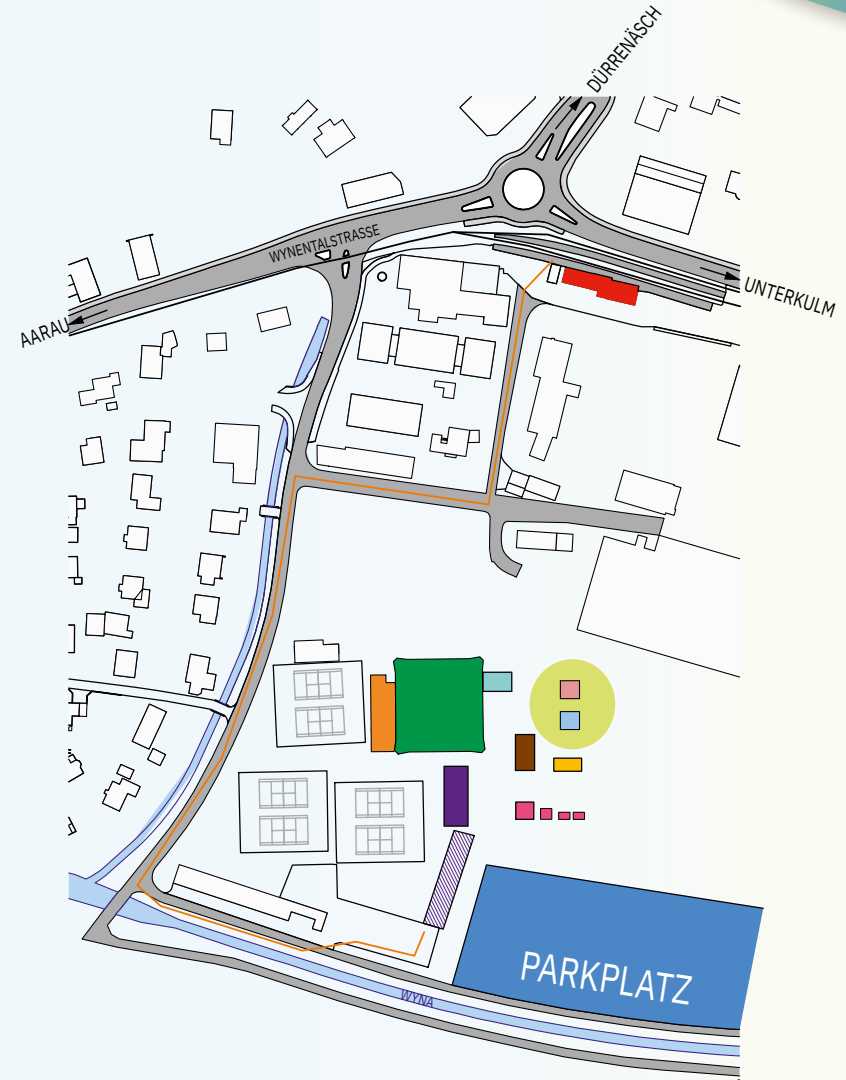 DÜRRENÄSCH
WYNENTALSTRASSE
UNTERKULM
AARAU
PARKPLATZ
WYNA